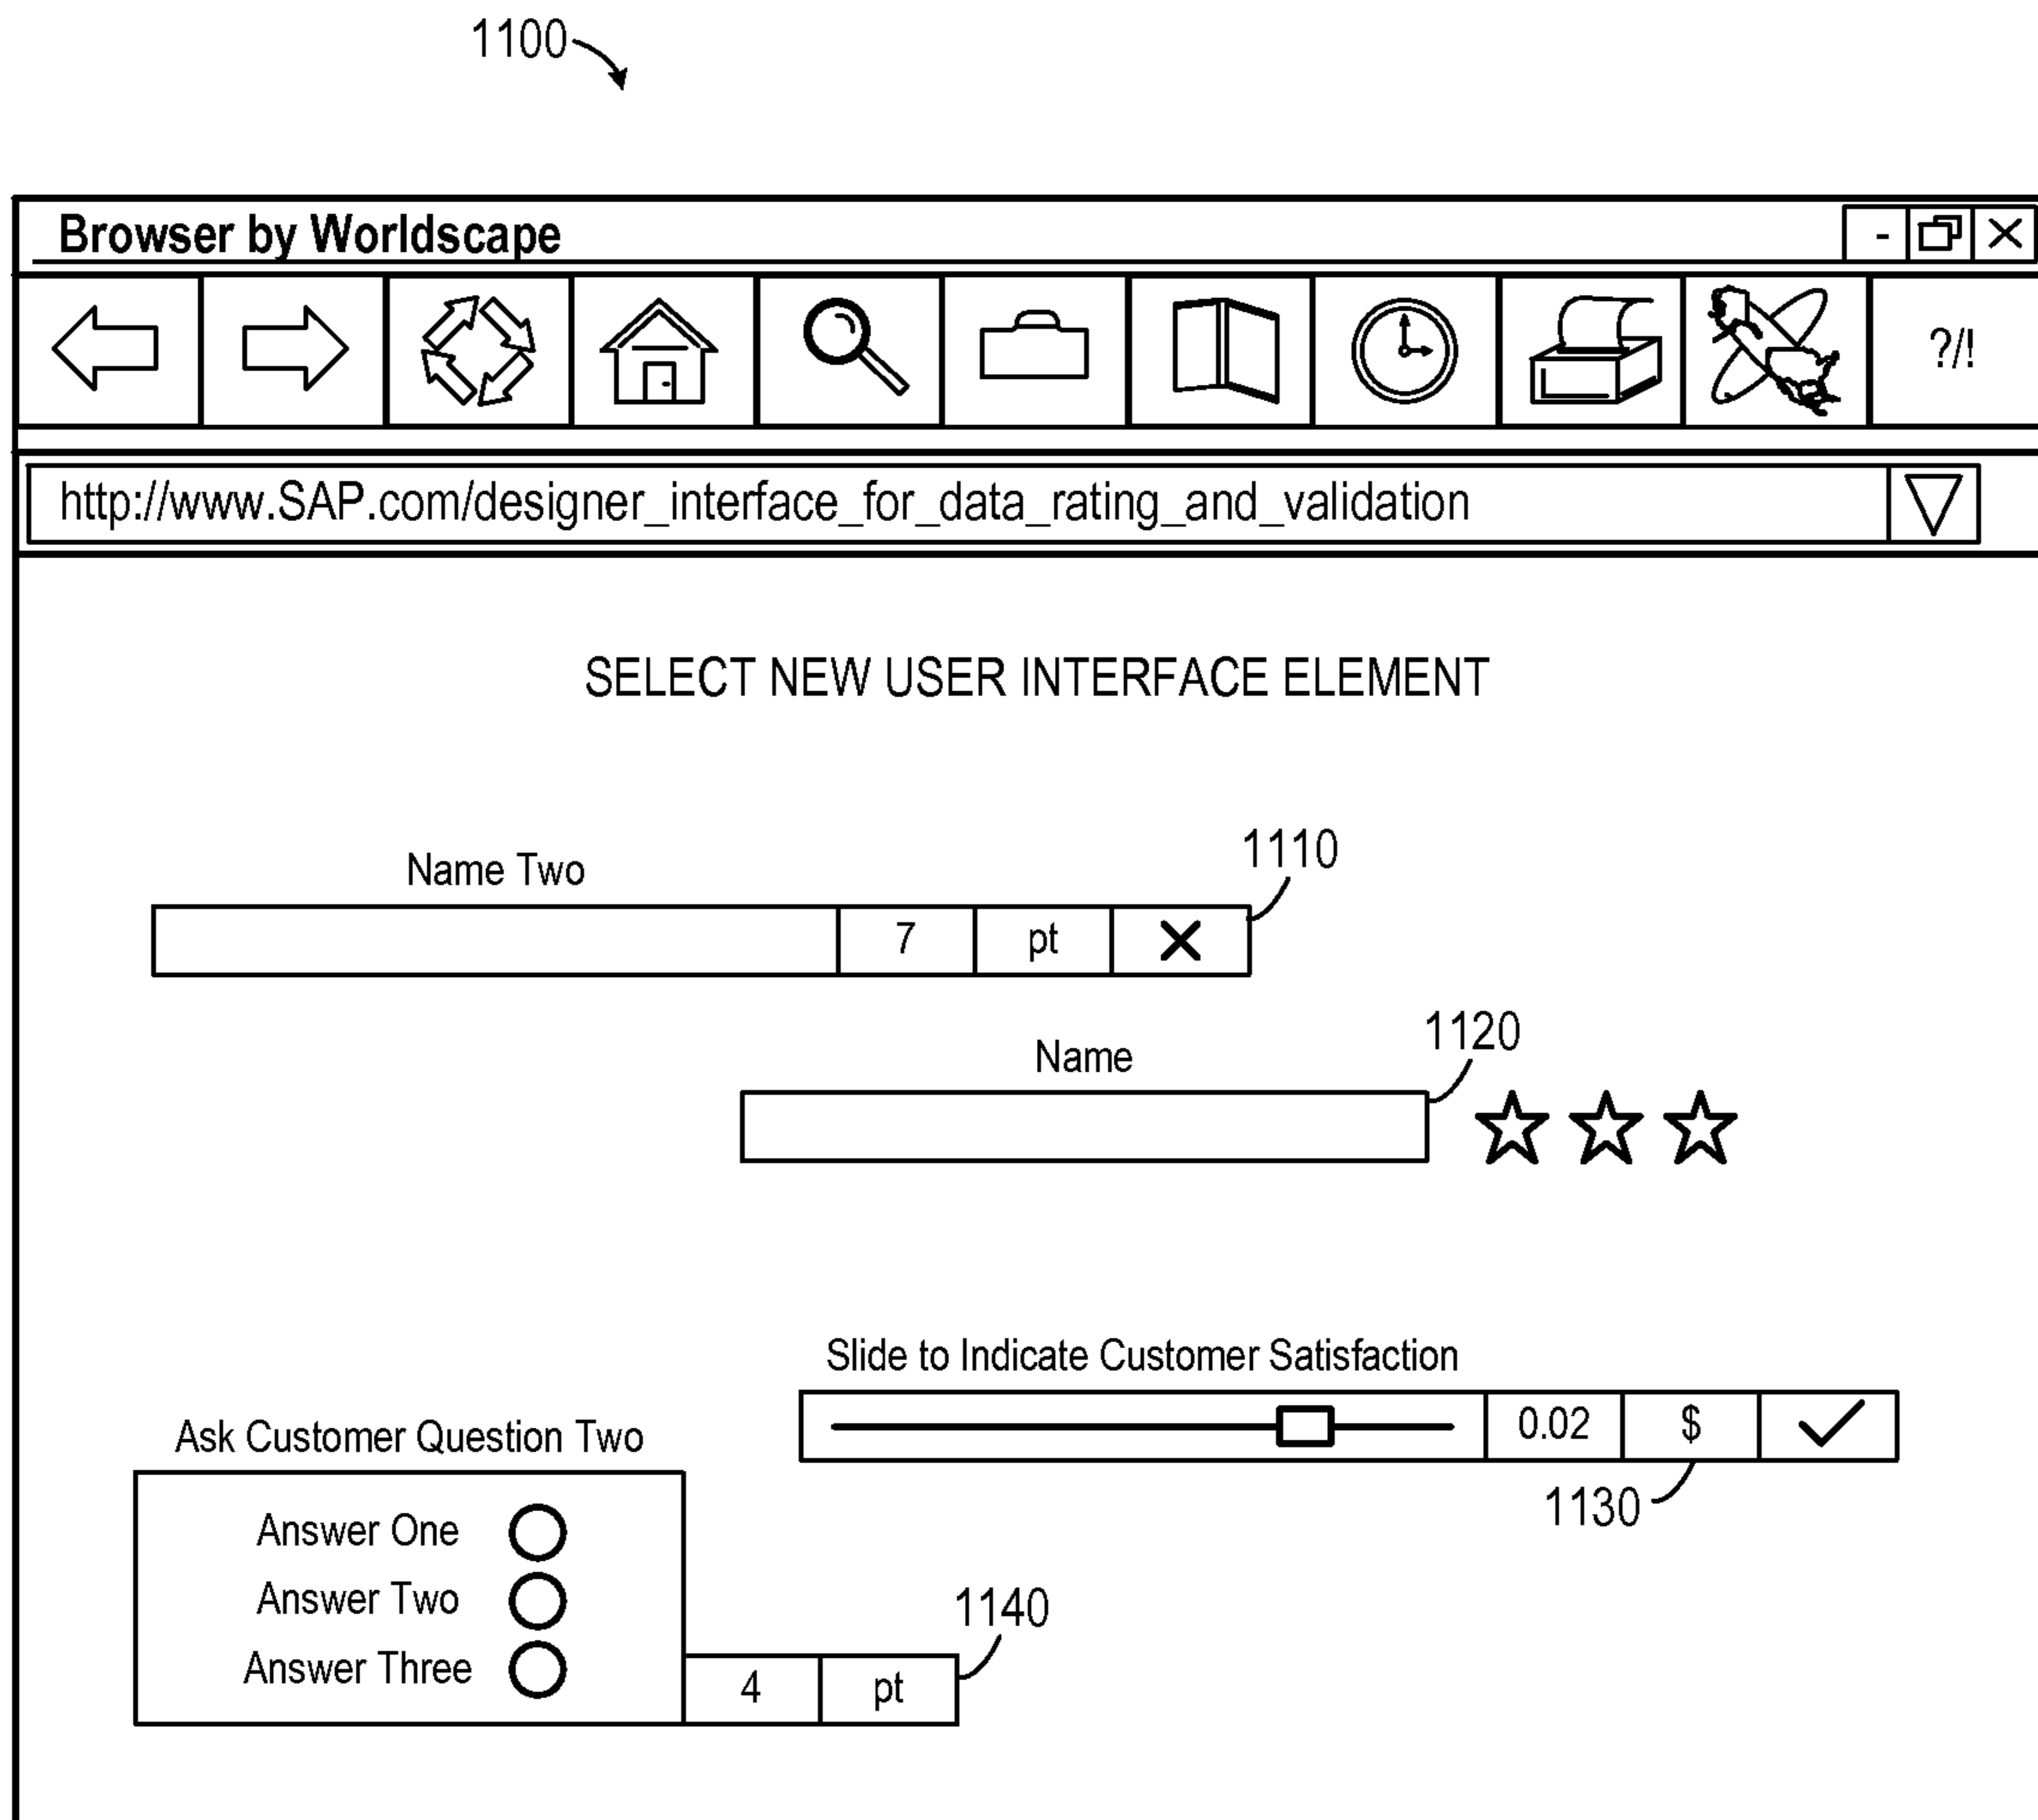 1100
Browser by Worldscape
?/!
http://www.SAP.com/designer_interface_for_data_rating_and_validation
SELECT NEW USER INTERFACE ELEMENT
1110
Name Two
7 pt
1120
Name
Slide to Indicate Customer Satisfaction
0.02 $
1130
Ask Customer Question Two
Answer One
Answer Two
Answer Three
1140
4 pt